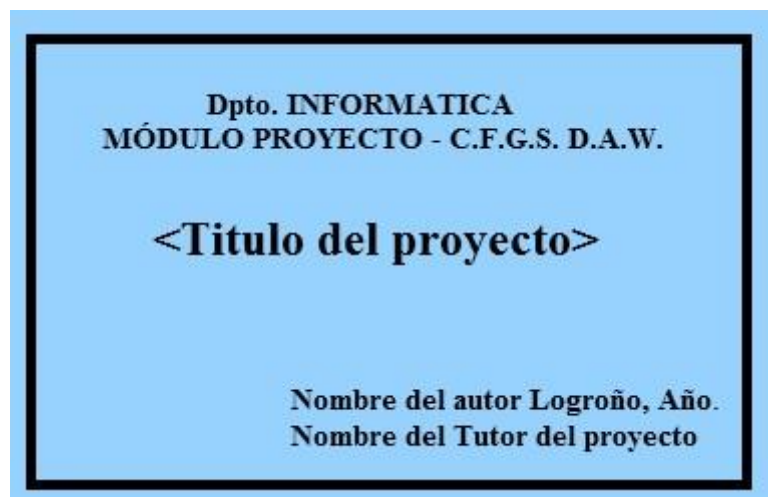 Dpto. INFORMATICA
MÓDULO PROYECTO - C.F.G.S. D.A.W.
<Titulo del proyecto>
Nombre del autor Logroño, Año.
Nombre del Tutor del proyecto